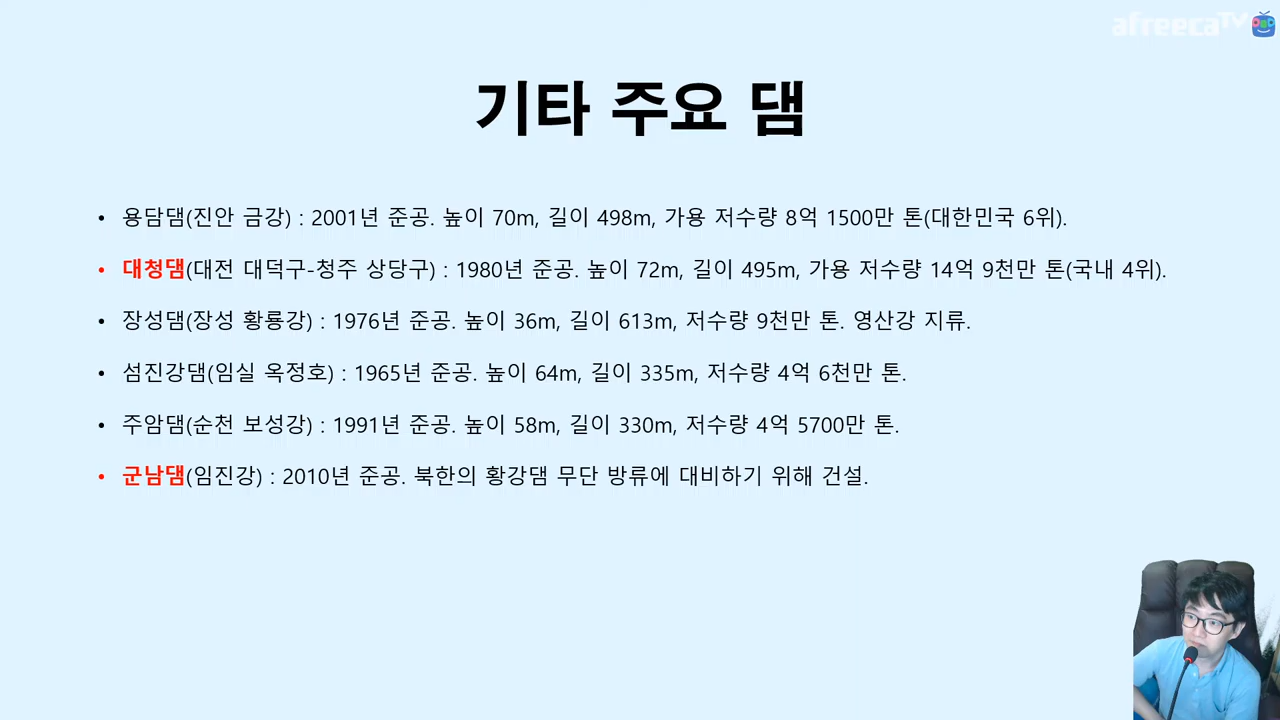 afreecaTV
기타 주요 댐
• 용담댐(진안 금강) : 2001년 준공. 높이 70m, 길이 498m, 가용 저수량 8억 1500만 톤(대한민국 6위).
• 대청댐(대전 대덕구-청주 상당구) : 1980년 준공. 높이 72m, 길이 495m, 가용 저수량 14억 9천만 톤(국내 4위).
• 장성댐(장성 황룡강) : 1976년 준공. 높이 36m, 길이 613m, 저수량 9천만 톤. 영산강 지류.
• 섬진강댐(임실 옥정호) : 1965년 준공. 높이 64m, 길이 335m, 저수량 4억 6천만 톤.
• 주암댐(순천 보성강) : 1991년 준공. 높이 58m, 길이 330m, 저수량 4억 5700만 톤.
• 군남댐(임진강) : 2010년 준공. 북한의 황강댐 무단 방류에 대비하기 위해 건설.